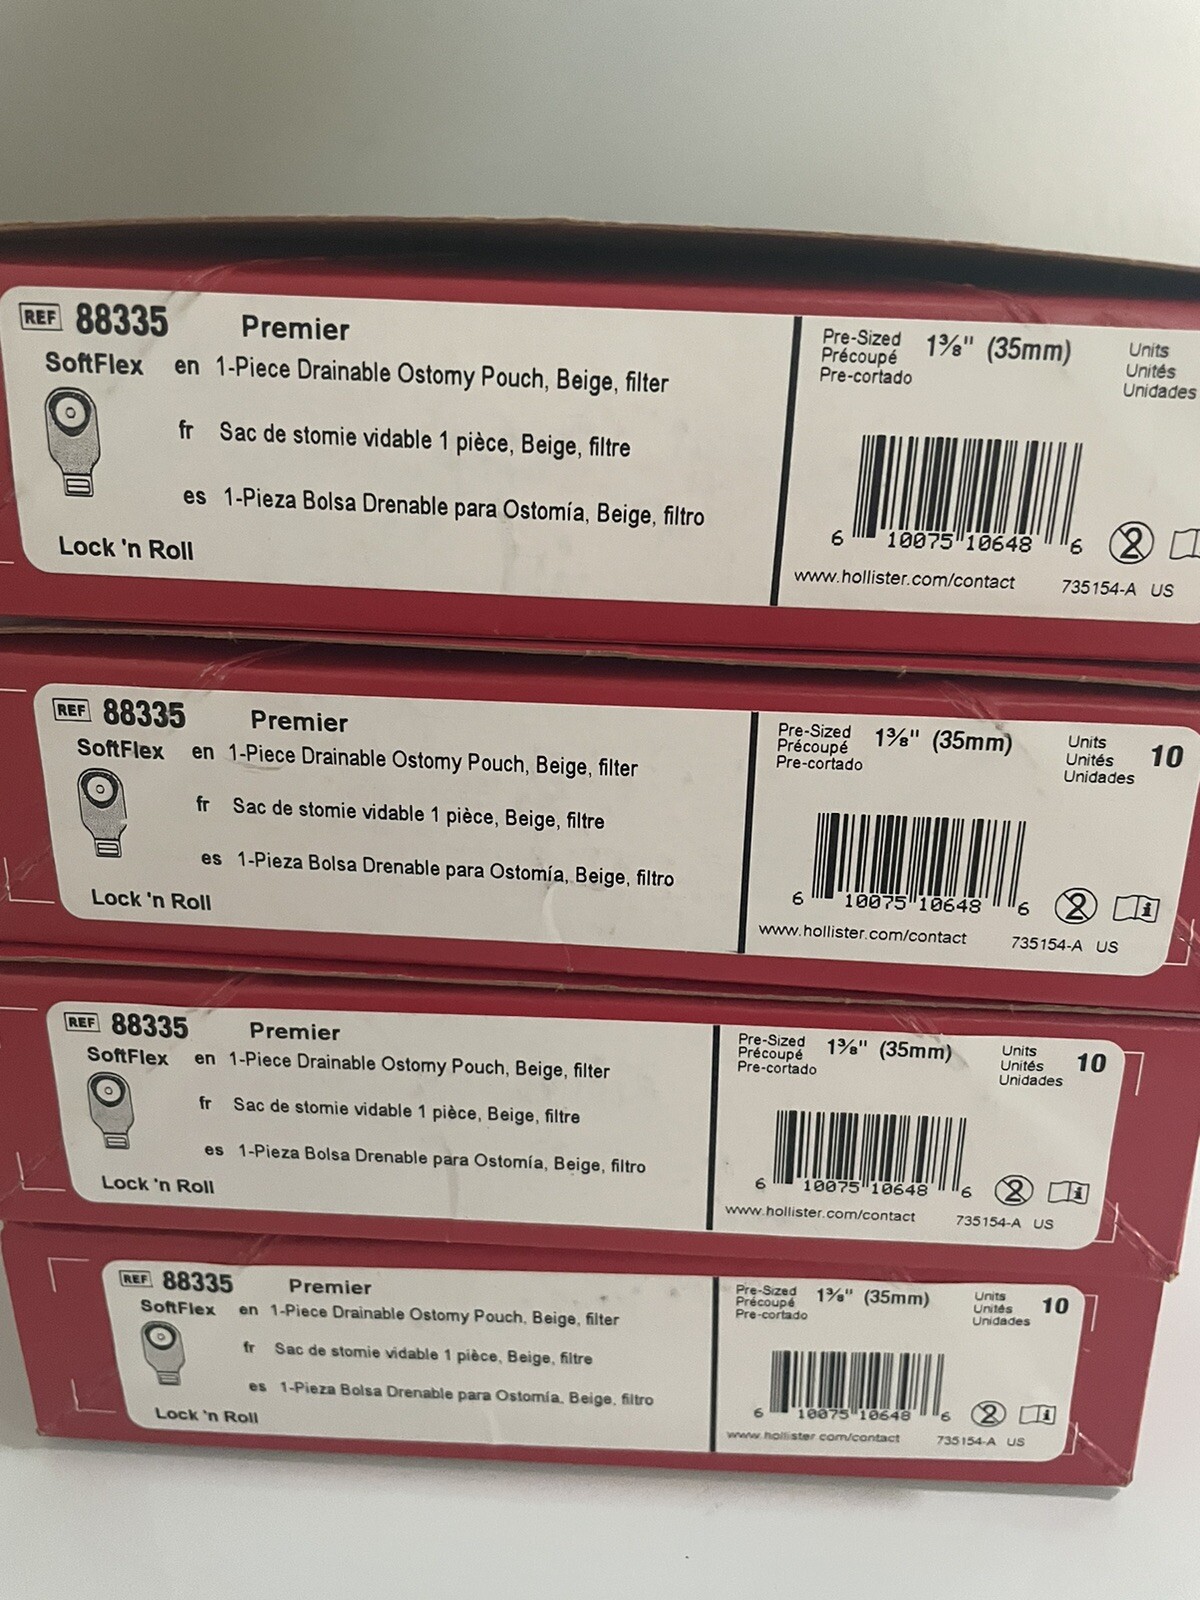 REF 88335 Premier
SoftFlex en 1-Piece Drainable Ostomy Pouch, Beige, filter
fr Sac de stomie vidable 1 pièce, Beige, filtre
es 1-Pieza Bolsa Drenable para Ostomía, Beige, filtro
Lock 'n Roll
Pre-Sized 1⅜" (35mm) Units
Précoupé Unités
Pre-cortado Unidades
6 10075 10648 6
www.hollister.com/contact 735154-A US
REF 88335 Premier
SoftFlex en 1-Piece Drainable Ostomy Pouch, Beige, filter
fr Sac de stomie vidable 1 pièce, Beige, filtre
es 1-Pieza Bolsa Drenable para Ostomía, Beige, filtro
Lock 'n Roll
Pre-Sized 1⅜" (35mm) Units 10
Précoupé Unités
Pre-cortado Unidades
6 10075 10648 6 2 i
www.hollister.com/contact 735154-A US
REF 88335 Premier
SoftFlex en 1-Piece Drainable Ostomy Pouch, Beige, filter
fr Sac de stomie vidable 1 pièce, Beige, filtre
es 1-Pieza Bolsa Drenable para Ostomía, Beige, filtro
Lock 'n Roll
Pre-Sized 1⅜" (35mm) Units 10
Précoupé Unités
Pre-cortado Unidades
6 10075 10648 6 2 i
www.hollister.com/contact 735154-A US
REF 88335 Premier
SoftFlex en 1-Piece Drainable Ostomy Pouch, Beige, filter
fr Sac de stomie vidable 1 pièce, Beige, filtre
es 1-Pieza Bolsa Drenable para Ostomía, Beige, filtro
Lock 'n Roll
Pre-Sized 1⅜" (35mm) Units 10
Précoupé Unités
Pre-cortado Unidades
6 10075 10648 6 2 i
www.hollister.com/contact 735154-A US